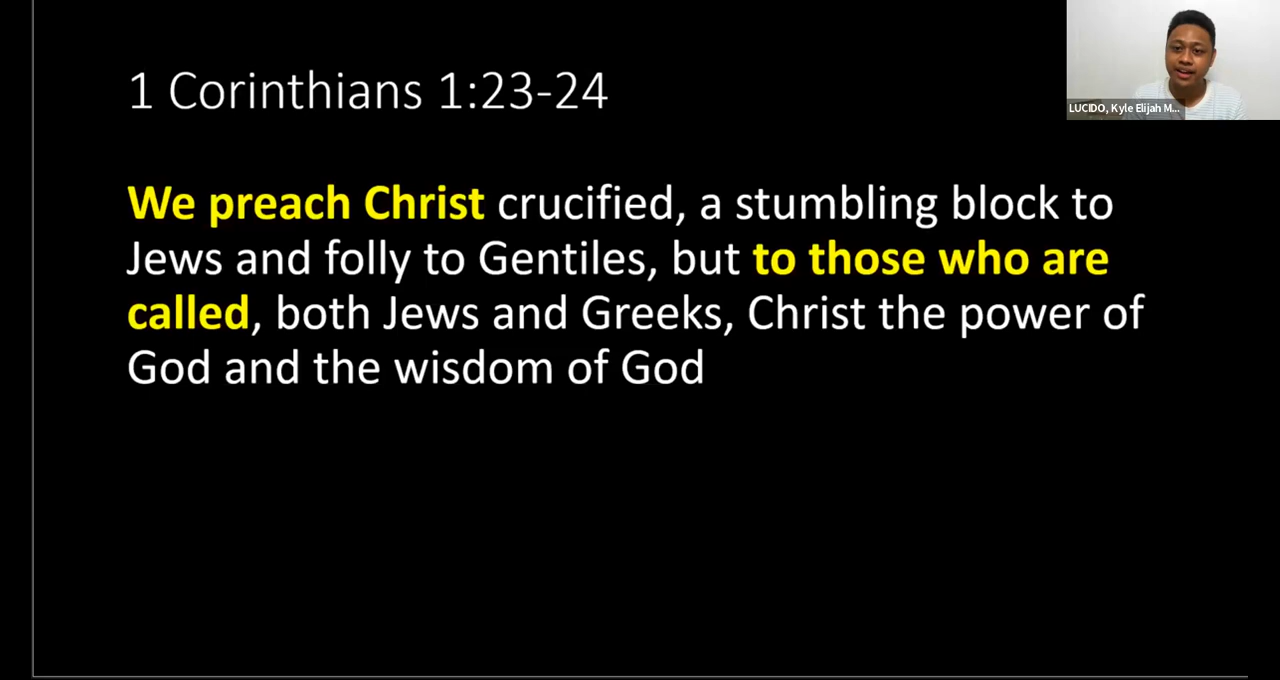 1 Corinthians 1:23-24
LUCIDO, Kyle Elijah M...
We preach Christ crucified, a stumbling block to
Jews and folly to Gentiles, but to those who are
called, both Jews and Greeks, Christ the power of
God and the wisdom of God